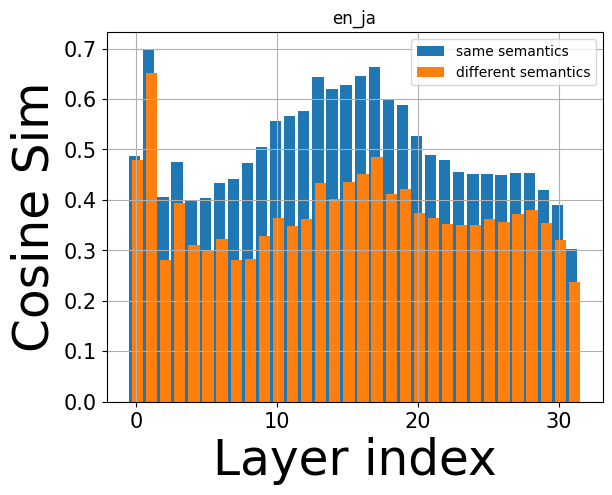 en_ja
same semantics
different semantics
Cosine Sim
0.7
0.6
0.5
0.4
0.3
0.2
0.1
0.0
0 10 20 30
Layer index